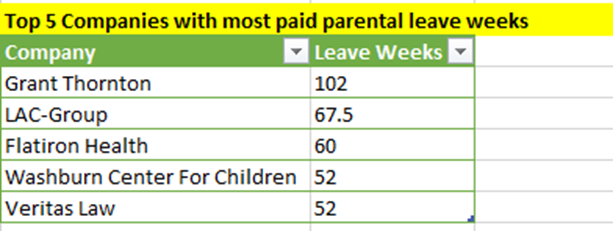 Top 5 Companies with most paid parental leave weeks
Company Leave Weeks
Grant Thornton 102
LAC-Group 67.5
Flatiron Health 60
Washburn Center For Children 52
Veritas Law 52